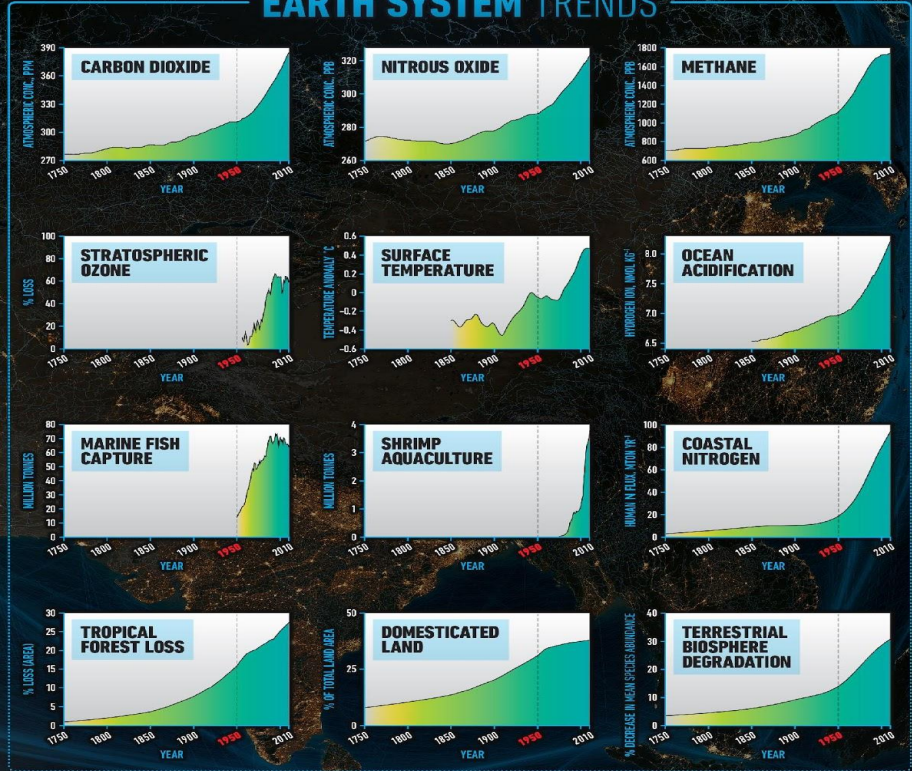 EARTH SYSTEM TRENDS
ATMOSPHERIC CONC., PPM
390
360
330
300
270
CARBON DIOXIDE
1750
1800
1850
1900
1950
2010
YEAR
ATMOSPHERIC CONC., PPB
320
300
280
260
NITROUS OXIDE
1750
1800
1850
1900
1950
2010
YEAR
ATMOSPHERIC CONC., PPB
1800
1600
1400
1200
1000
800
600
METHANE
1750
1800
1850
1900
1950
2010
YEAR
% LOSS
100
80
60
40
20
0
STRATOSPHERIC
OZONE
1750
1800
1850
1900
1950
2010
YEAR
TEMPERATURE ANOMALY °C
0.6
0.4
0.2
0
-0.2
-0.4
-0.6
SURFACE
TEMPERATURE
1750
1800
1850
1900
1950
2010
YEAR
HYDROGEN ION, NMOL KG⁻¹
8.0
7.5
7.0
6.5
OCEAN
ACIDIFICATION
1750
1800
1850
1900
1950
2010
YEAR
MILLION TONNES
80
70
60
50
40
30
20
10
0
MARINE FISH
CAPTURE
1750
1800
1850
1900
1950
2010
YEAR
MILLION TONNES
4
3
2
1
0
SHRIMP
AQUACULTURE
1750
1800
1850
1900
1950
2010
YEAR
HUMAN N FLUX, MTON YR⁻¹
100
80
60
40
20
0
COASTAL
NITROGEN
1750
1800
1850
1900
1950
2010
YEAR
% LOSS (AREA)
30
25
20
15
10
5
0
TROPICAL
FOREST LOSS
1750
1800
1850
1900
1950
2010
YEAR
% OF TOTAL LAND AREA
50
25
0
DOMESTICATED
LAND
1750
1800
1850
1900
1950
2010
YEAR
% DECREASE IN MEAN SPECIES ABUNDANCE
40
30
20
10
0
TERRESTRIAL
BIOSPHERE
DEGRADATION
1750
1800
1850
1900
1950
2010
YEAR